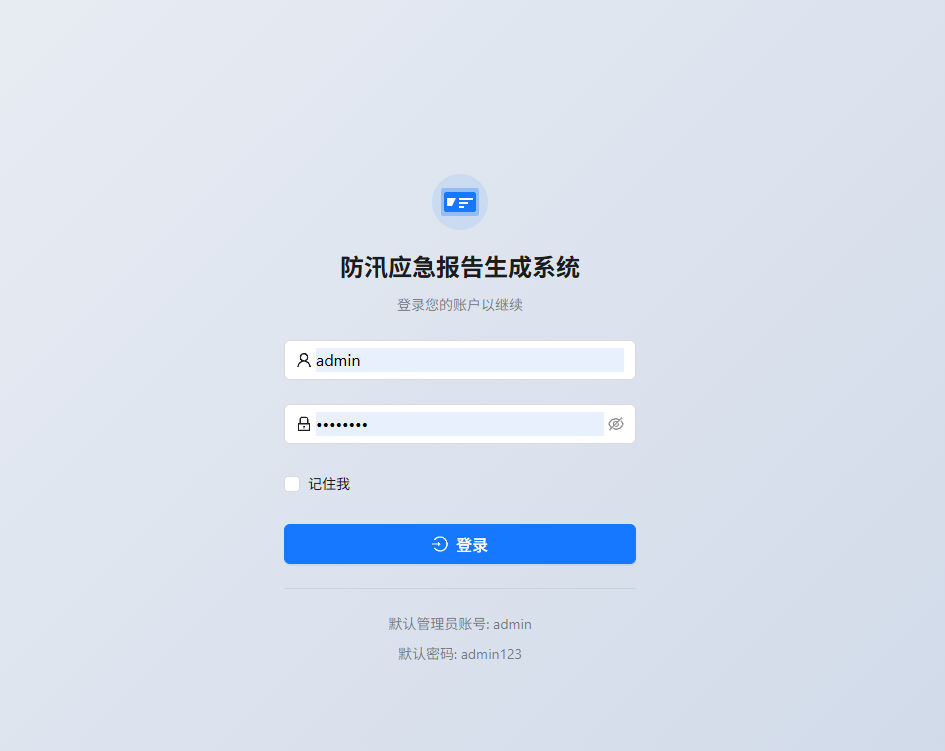 防汛应急报告生成系统
登录您的账户以继续
admin
••••••••
记住我
登录
默认管理员账号: admin
默认密码: admin123